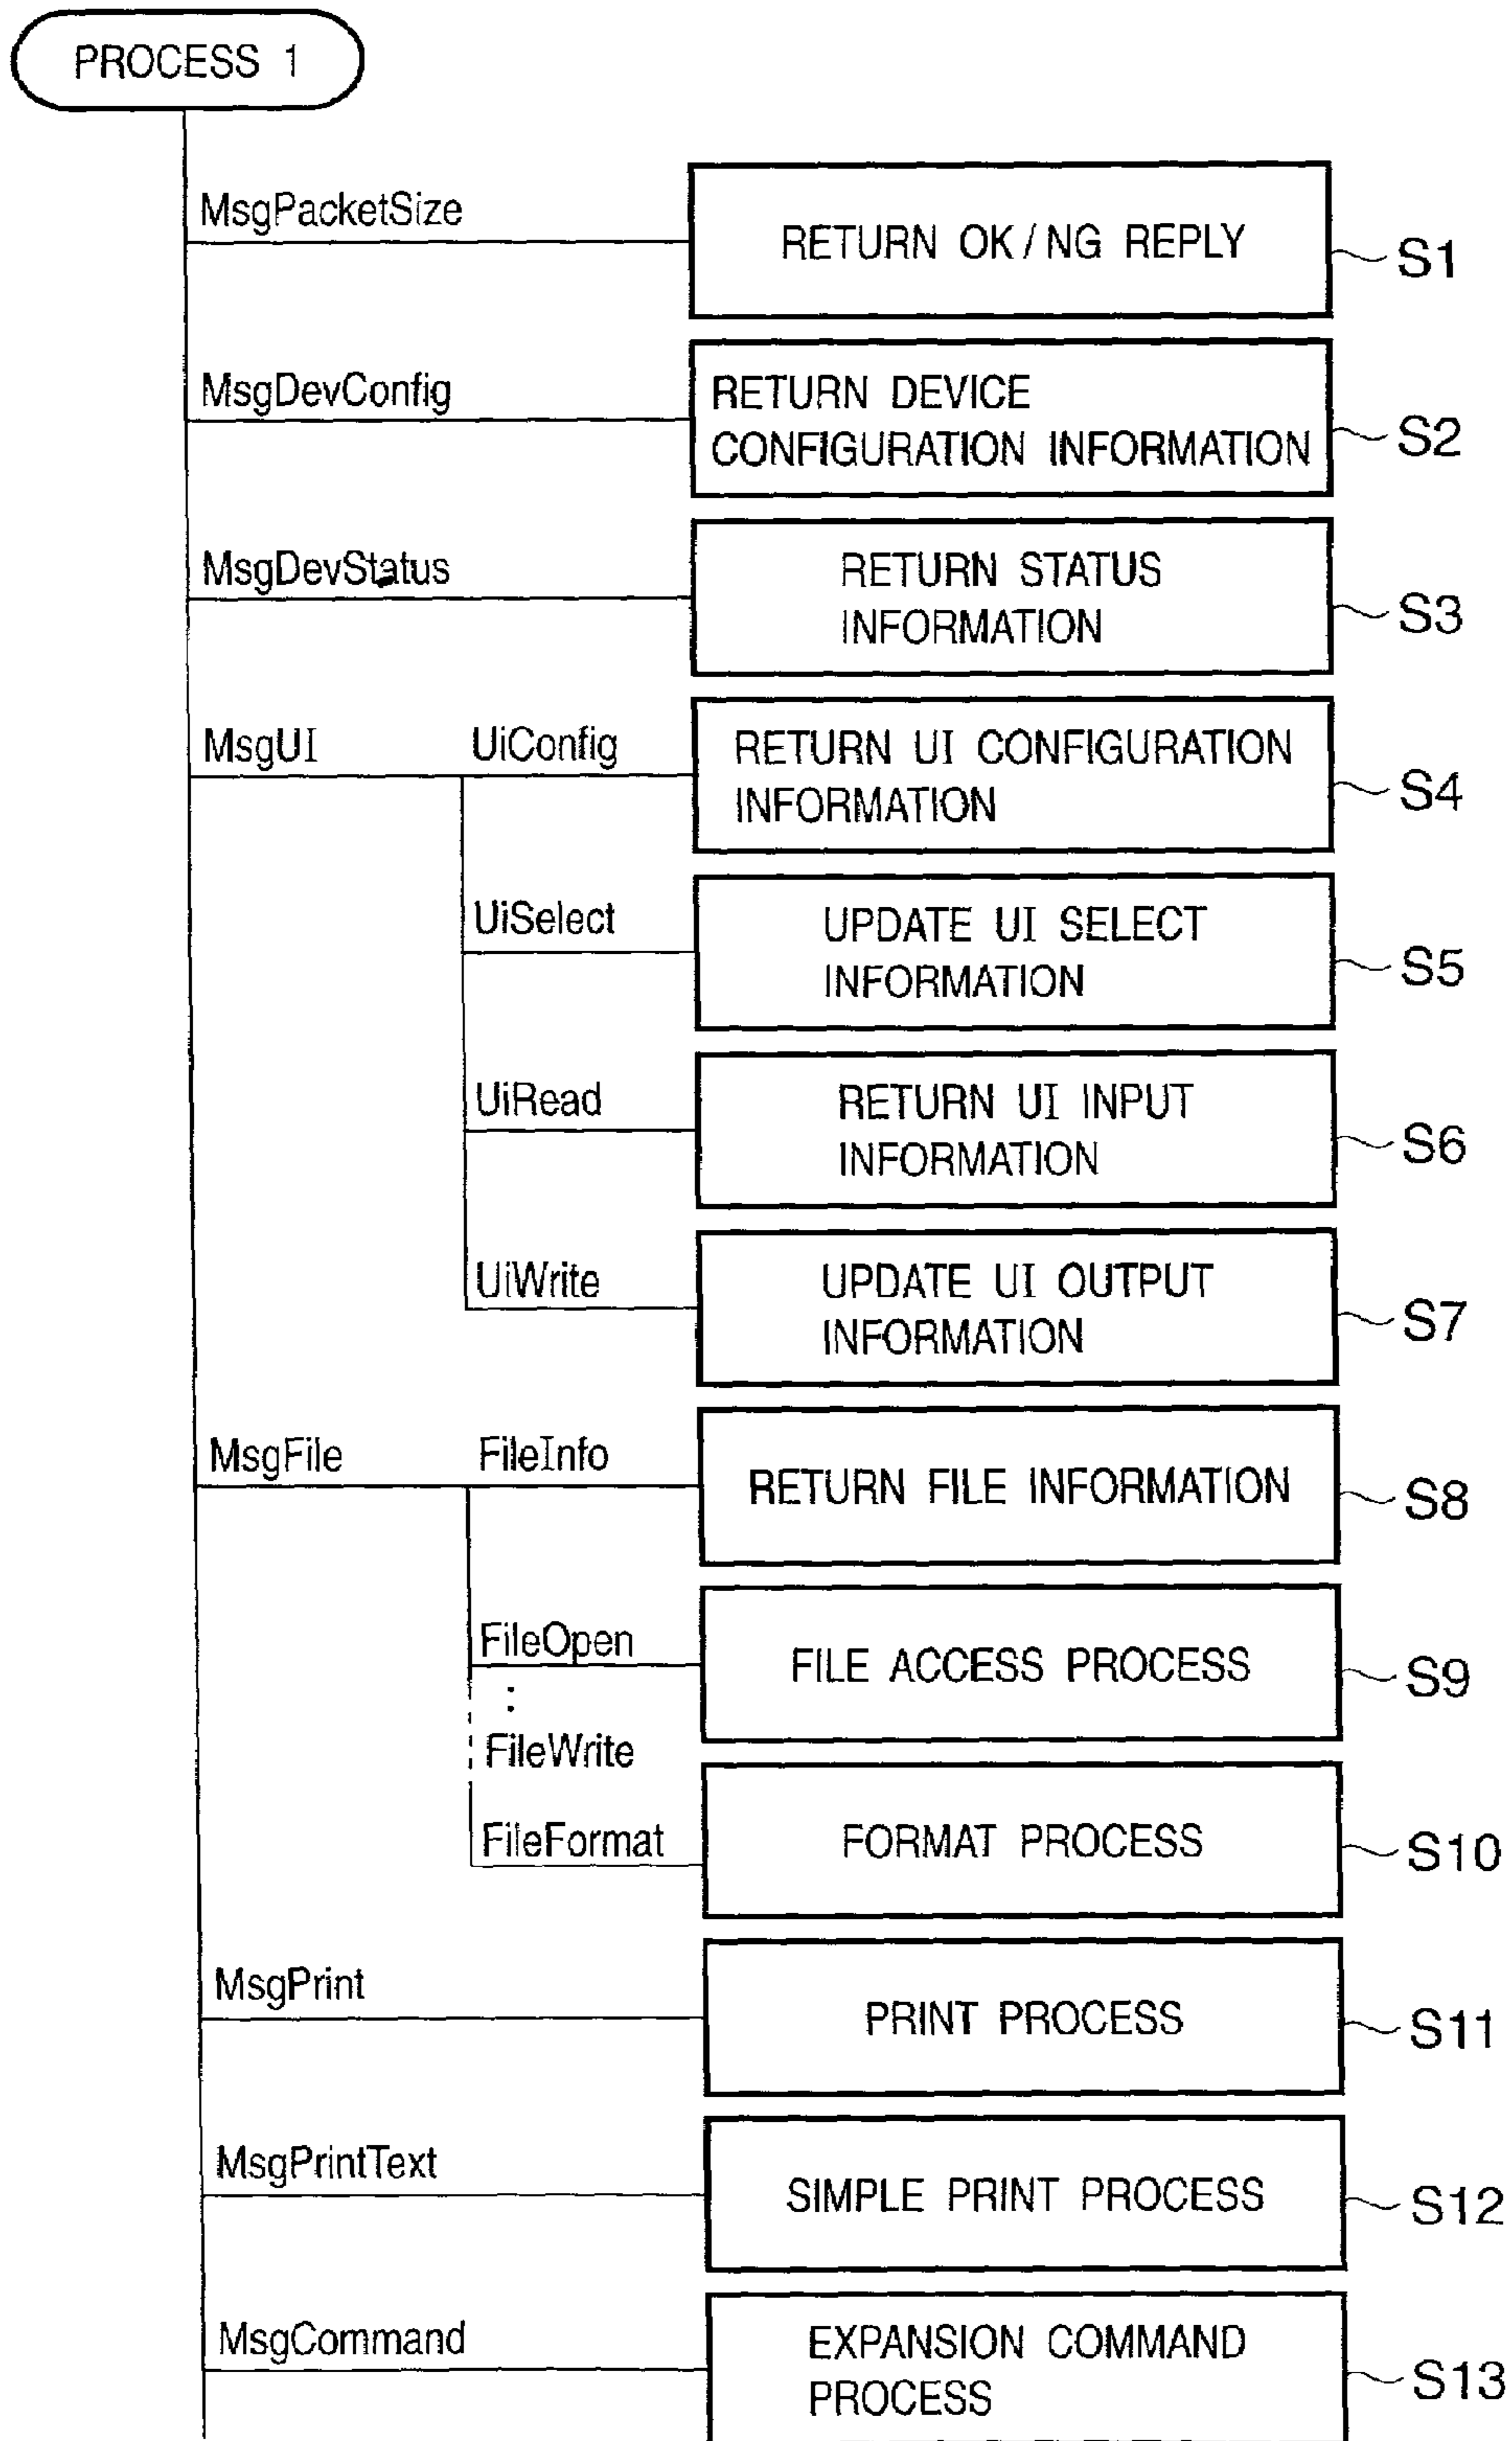 PROCESS 1
MsgPacketSize
RETURN OK/NG REPLY
S1
MsgDevConfig
RETURN DEVICE
CONFIGURATION INFORMATION
S2
MsgDevStatus
RETURN STATUS
INFORMATION
S3
MsgUI
UiConfig
RETURN UI CONFIGURATION
INFORMATION
S4
UiSelect
UPDATE UI SELECT
INFORMATION
S5
UiRead
RETURN UI INPUT
INFORMATION
S6
UiWrite
UPDATE UI OUTPUT
INFORMATION
S7
MsgFile
FileInfo
RETURN FILE INFORMATION
S8
FileOpen
:
FileWrite
FILE ACCESS PROCESS
S9
FileFormat
FORMAT PROCESS
S10
MsgPrint
PRINT PROCESS
S11
MsgPrintText
SIMPLE PRINT PROCESS
S12
MsgCommand
EXPANSION COMMAND
PROCESS
S13